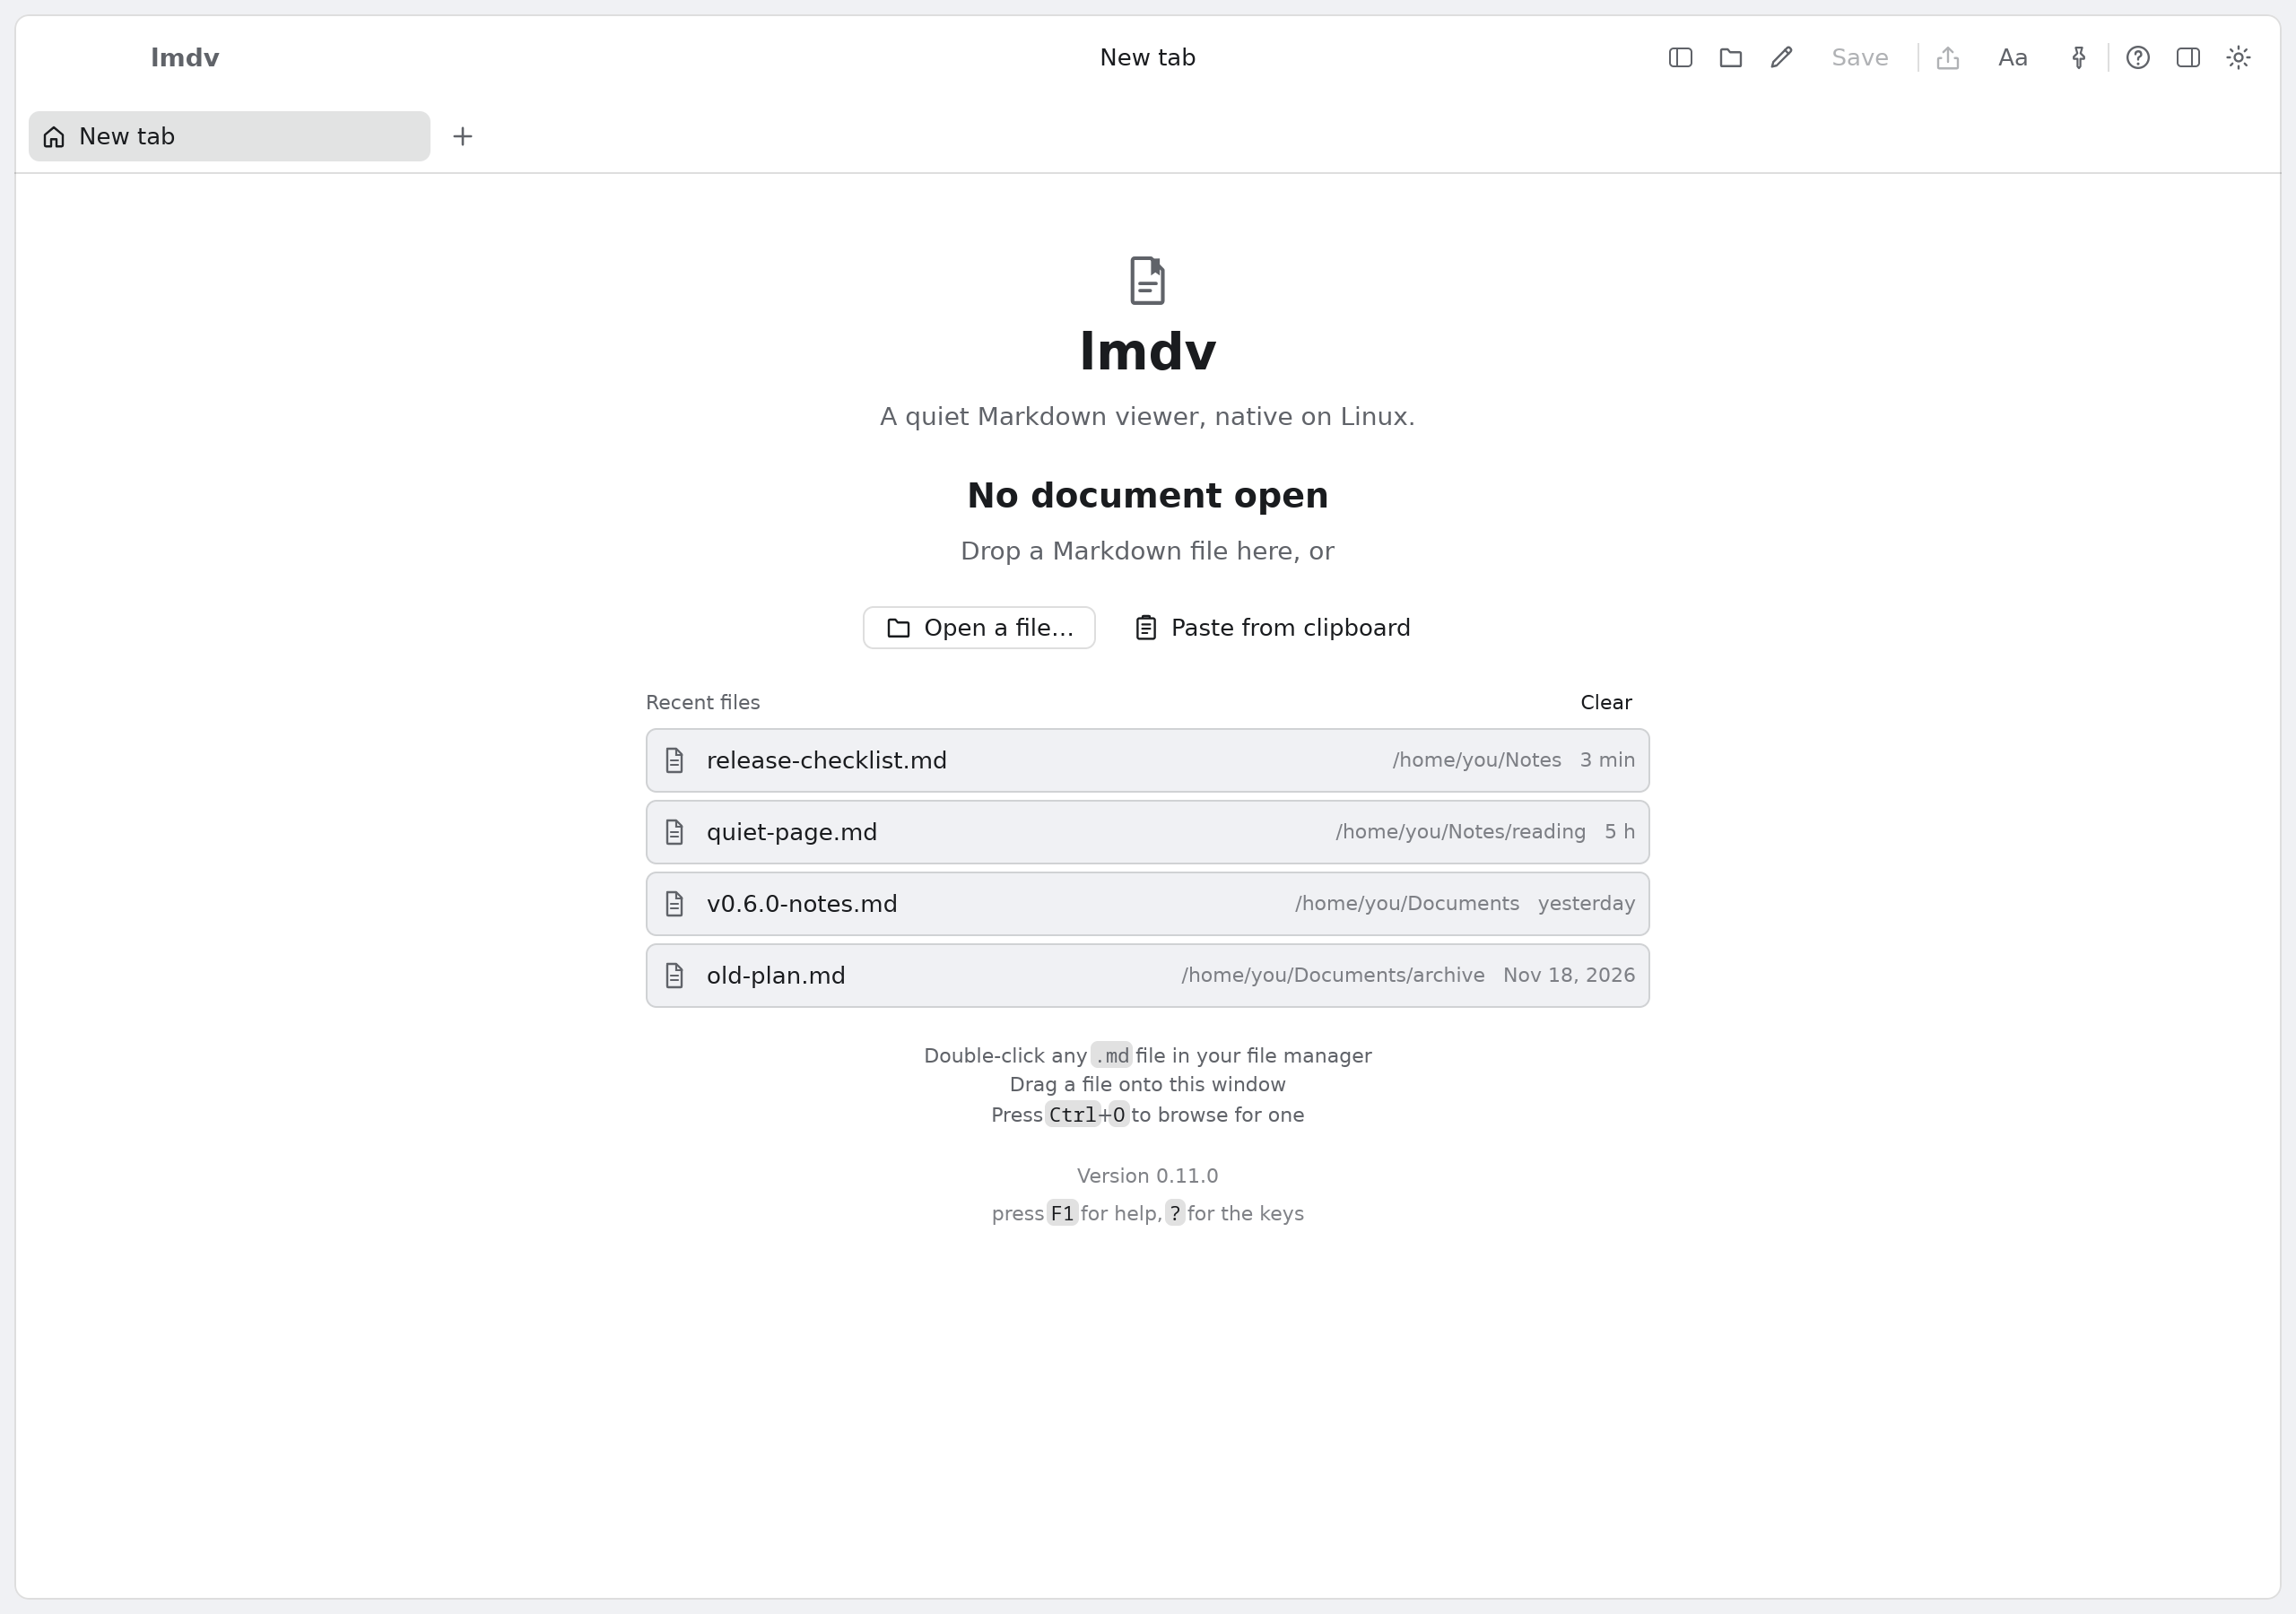 lmdv
New tab
Save
Aa
New tab
lmdv
A quiet Markdown viewer, native on Linux.
No document open
Drop a Markdown file here, or
Open a file…
Paste from clipboard
Recent files
Clear
release-checklist.md /home/you/Notes 3 min
quiet-page.md /home/you/Notes/reading 5 h
v0.6.0-notes.md /home/you/Documents yesterday
old-plan.md /home/you/Documents/archive Nov 18, 2026
Double-click any .md file in your file manager
Drag a file onto this window
Press Ctrl+O to browse for one
Version 0.11.0
press F1 for help, ? for the keys